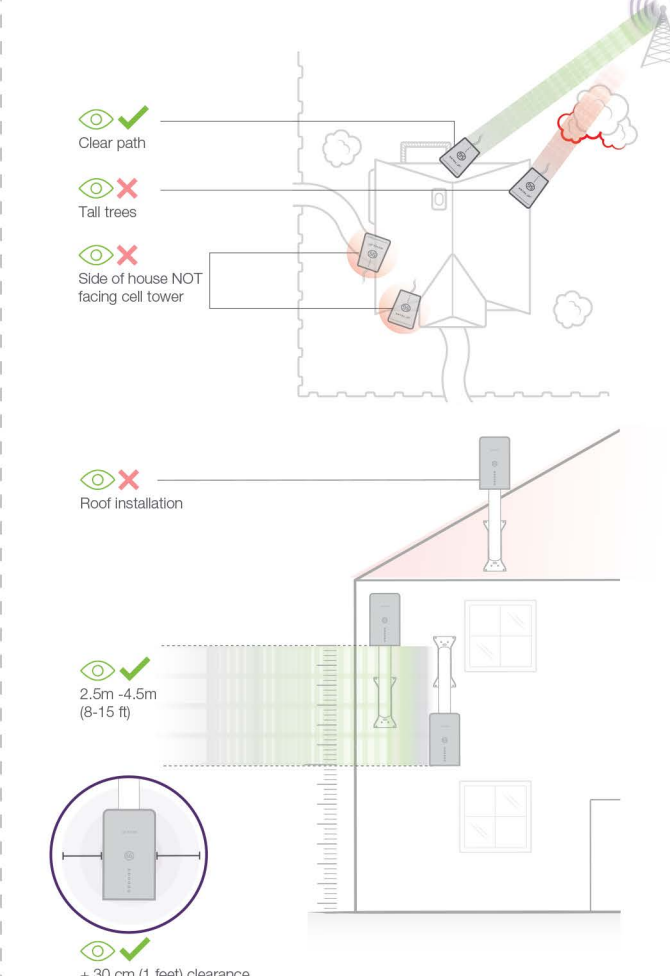 Clear path
Tall trees
Side of house NOT
facing cell tower
Roof installation
2.5m -4.5m
(8-15 ft)
+ 30 cm (1 feet) clearance